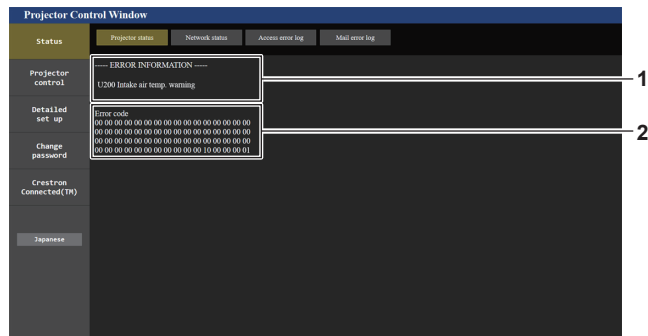 Projector Control Window
Status
Projector status
Network status
Access error log
Mail error log
Projector
control
Detailed
set up
Change
password
Crestron
Connected(TM)
Japanese
----- ERROR INFORMATION -----
U200 Intake air temp. warning
1
Error code
00 00 00 00 00 00 00 00 00 00 00 00 00 00 00 00
00 00 00 00 00 00 00 00 00 00 00 00 00 00 00 00
00 00 00 00 00 00 00 00 00 00 00 00 00 00 00 00
00 00 00 00 00 00 00 00 00 00 00 10 00 00 00 01
2